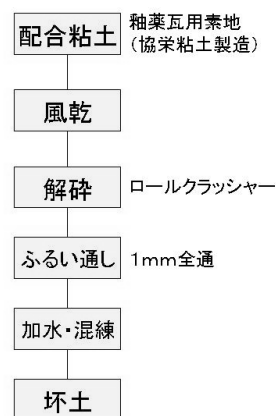 配合粘土
釉薬瓦用素地
（協栄粘土製造）
風乾
解砕
ロールクラッシャー
ふるい通し
1mm全通
加水・混練
坏土